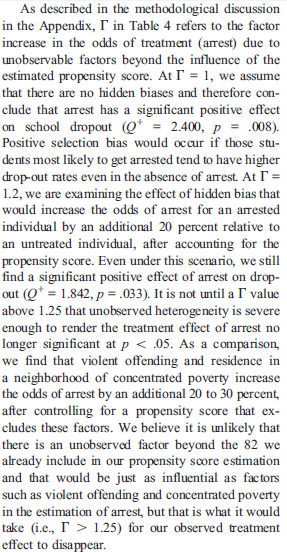 As described in the methodological discussion
in the Appendix, Γ in Table 4 refers to the factor
increase in the odds of treatment (arrest) due to
unobservable factors beyond the influence of the
estimated propensity score. At Γ = 1, we assume
that there are no hidden biases and therefore con-
clude that arrest has a significant positive effect
on school dropout (Q⁺ = 2.400, p = .008).
Positive selection bias would occur if those stu-
dents most likely to get arrested tend to have higher
drop-out rates even in the absence of arrest. At Γ =
1.2, we are examining the effect of hidden bias that
would increase the odds of arrest for an arrested
individual by an additional 20 percent relative to
an untreated individual, after accounting for the
propensity score. Even under this scenario, we still
find a significant positive effect of arrest on drop-
out (Q⁺ = 1.842, p = .033). It is not until a Γ value
above 1.25 that unobserved heterogeneity is severe
enough to render the treatment effect of arrest no
longer significant at p < .05. As a comparison,
we find that violent offending and residence in
a neighborhood of concentrated poverty increase
the odds of arrest by an additional 20 to 30 percent,
after controlling for a propensity score that ex-
cludes these factors. We believe it is unlikely that
there is an unobserved factor beyond the 82 we
already include in our propensity score estimation
and that would be just as influential as factors
such as violent offending and concentrated poverty
in the estimation of arrest, but that is what it would
take (i.e., Γ > 1.25) for our observed treatment
effect to disappear.